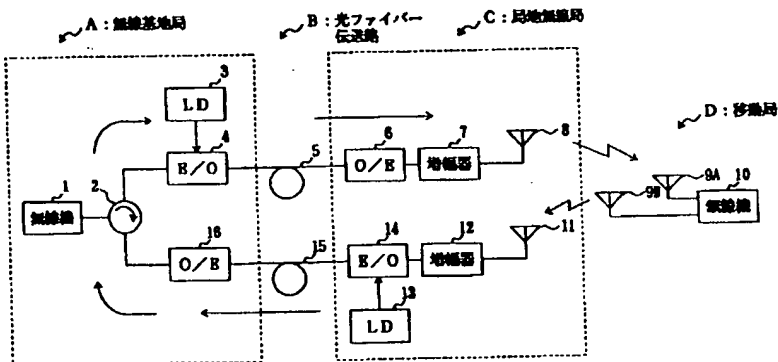 A：無線基地局
B：光ファイバー
伝送路
C：局地無線局
D：移動局
3
LD
4
E/O
5
6
O/E
7
増幅器
8
1
無線機
2
9A
9B
10
無線機
16
O/E
15
14
E/O
12
増幅器
11
13
LD